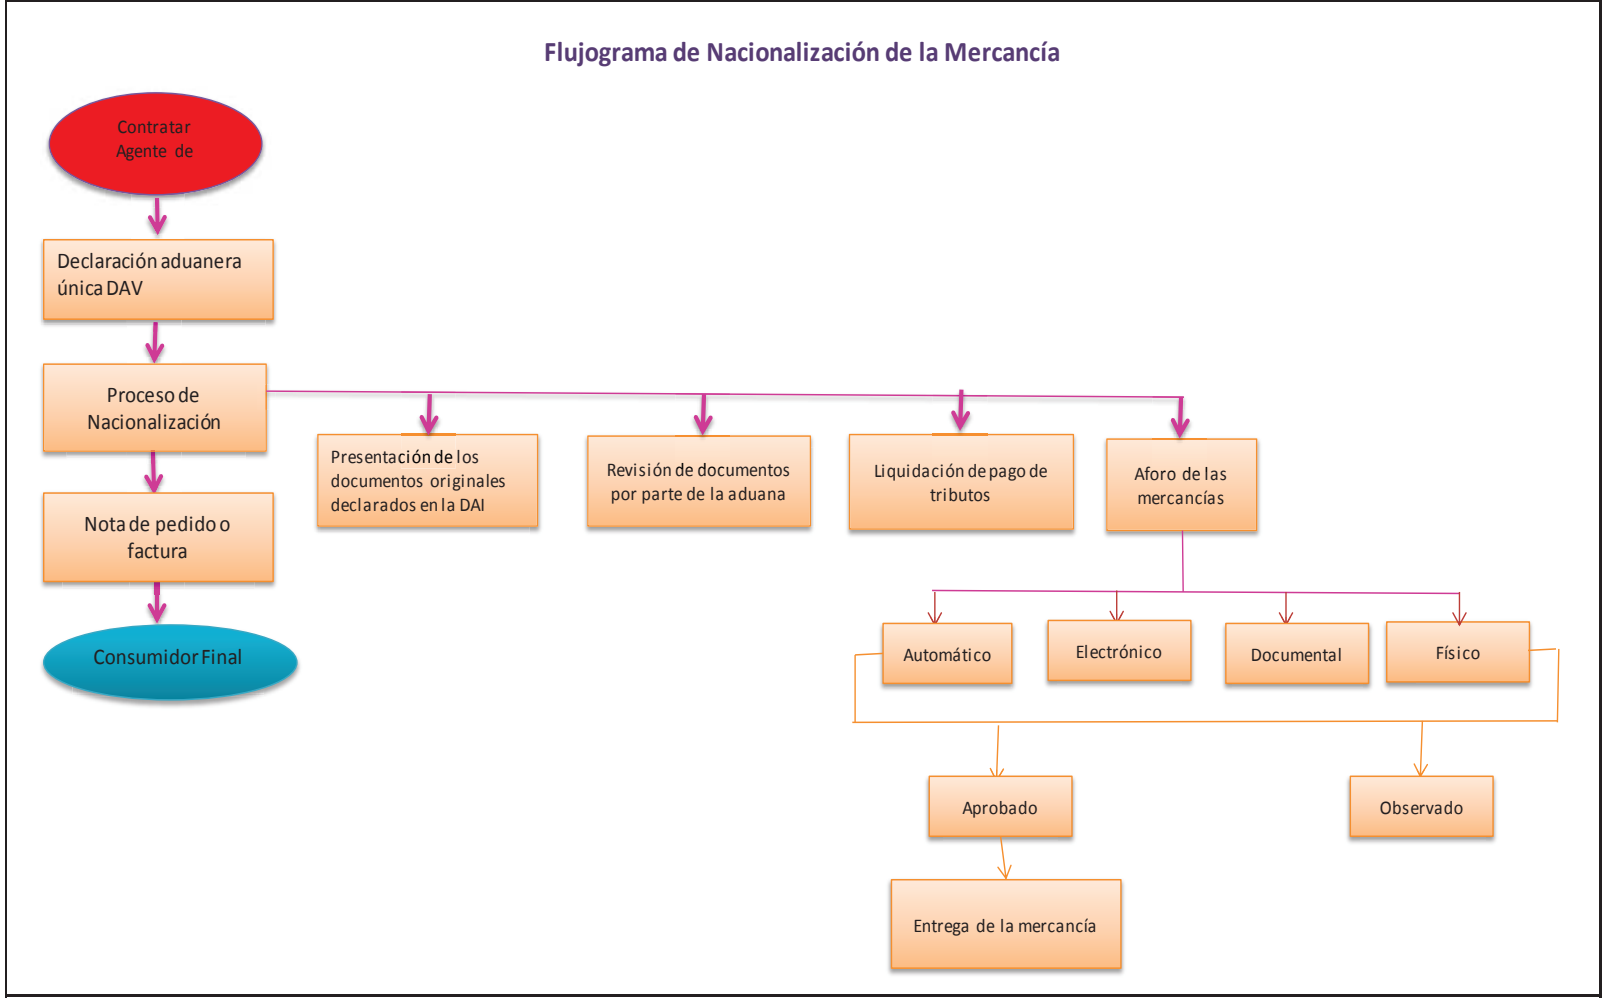 Flujograma de Nacionalización de la Mercancía
Contratar
Agente de
Declaración aduanera
única DAV
Proceso de
Nacionalización
Nota de pedido o
factura
Consumidor Final
Presentación de los
documentos originales
declarados en la DAI
Revisión de documentos
por parte de la aduana
Liquidación de pago de
tributos
Aforo de las
mercancías
Automático
Electrónico
Documental
Físico
Aprobado
Observado
Entrega de la mercancía